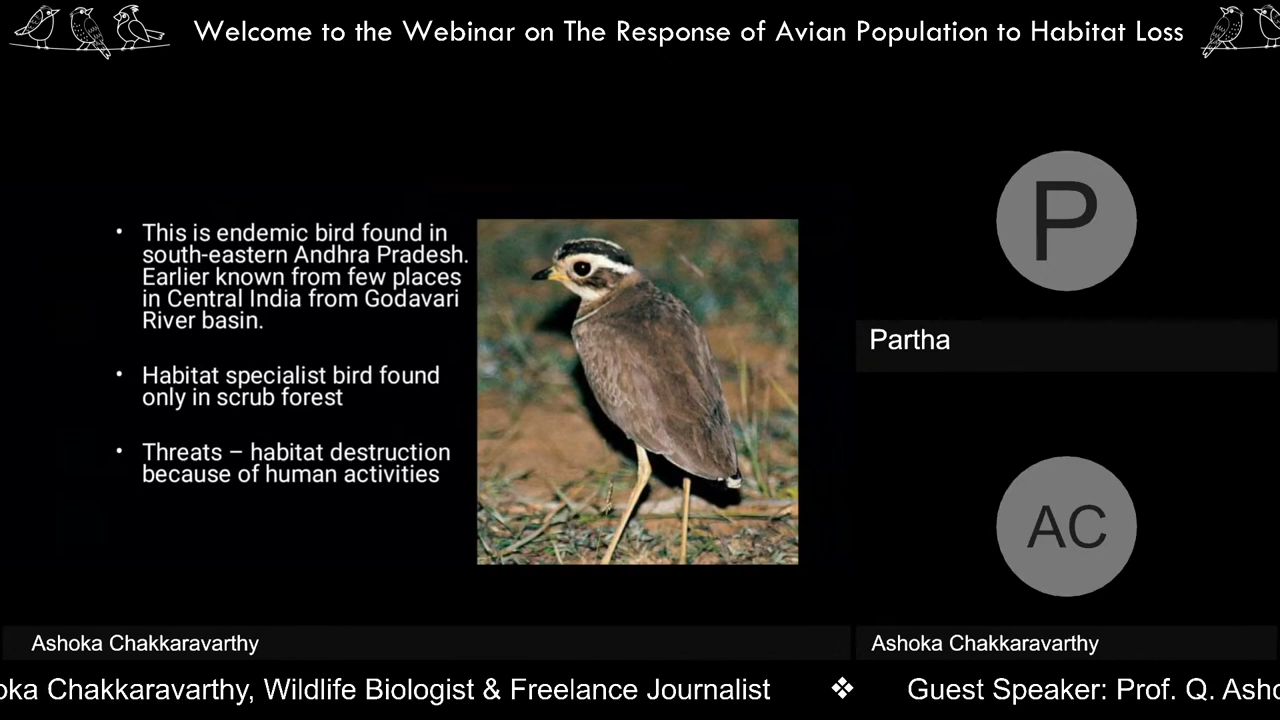 Welcome to the Webinar on The Response of Avian Population to Habitat Loss
• This is endemic bird found in
south-eastern Andhra Pradesh.
Earlier known from few places
in Central India from Godavari
River basin.
• Habitat specialist bird found
only in scrub forest
• Threats – habitat destruction
because of human activities
P
Partha
AC
Ashoka Chakkaravarthy
Ashoka Chakkaravarthy
oka Chakkaravarthy, Wildlife Biologist & Freelance Journalist ❖ Guest Speaker: Prof. Q. Asho